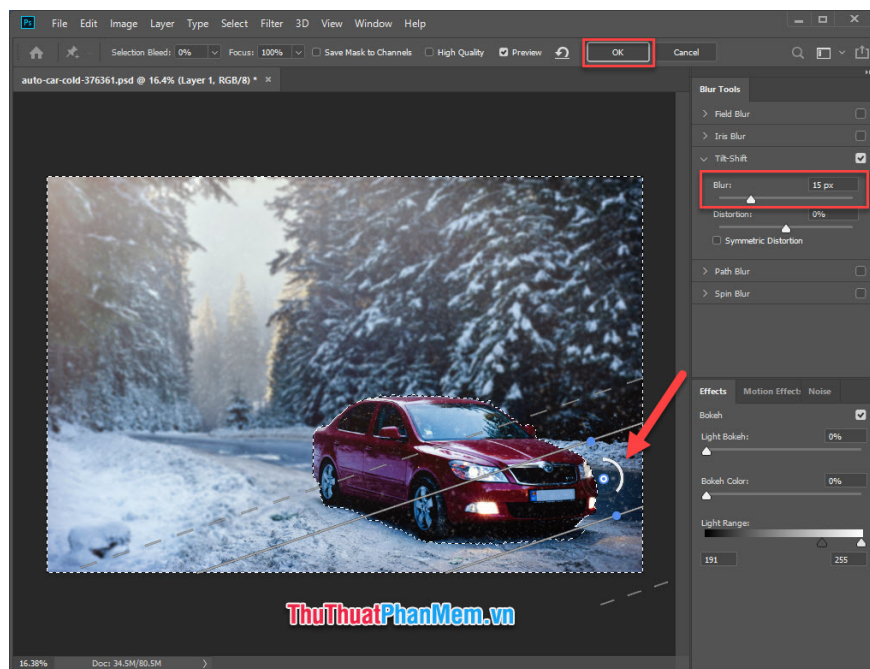 Ps File Edit Image Layer Type Select Filter 3D View Window Help
Selection Bleed: 0% Focus: 100% Save Mask to Channels High Quality Preview OK Cancel
auto-car-cold-376361.psd @ 16.4% (Layer 1, RGB/8) * ×
Blur Tools
Field Blur
Iris Blur
Tilt-Shift
Blur: 15 px
Distortion: 0%
Symmetric Distortion
Path Blur
Spin Blur
Effects Motion Effect: Noise
Bokeh
Light Bokeh: 0%
Bokeh Color: 0%
Light Range:
191 255
ThuThuatPhanMem.vn
16.38% Doc: 34.5M/80.5M